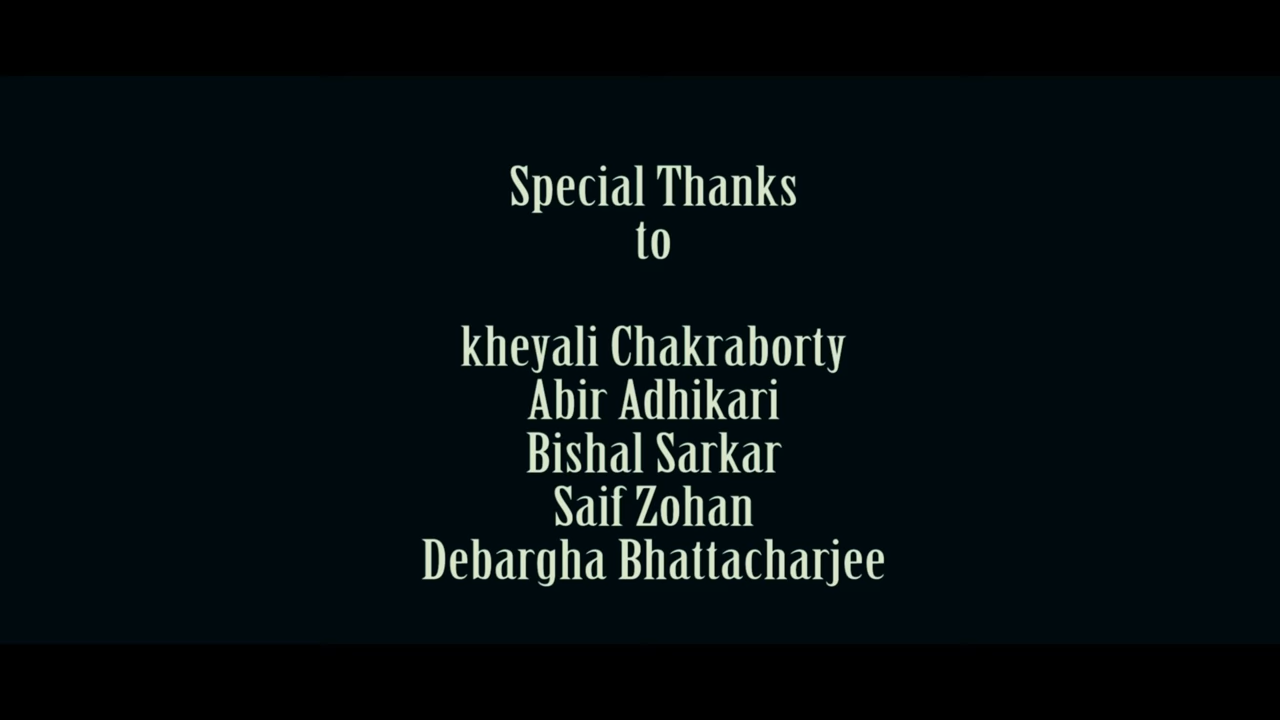 Special Thanks
to
kheyali Chakraborty
Abir Adhikari
Bishal Sarkar
Saif Zohan
Debargha Bhattacharjee